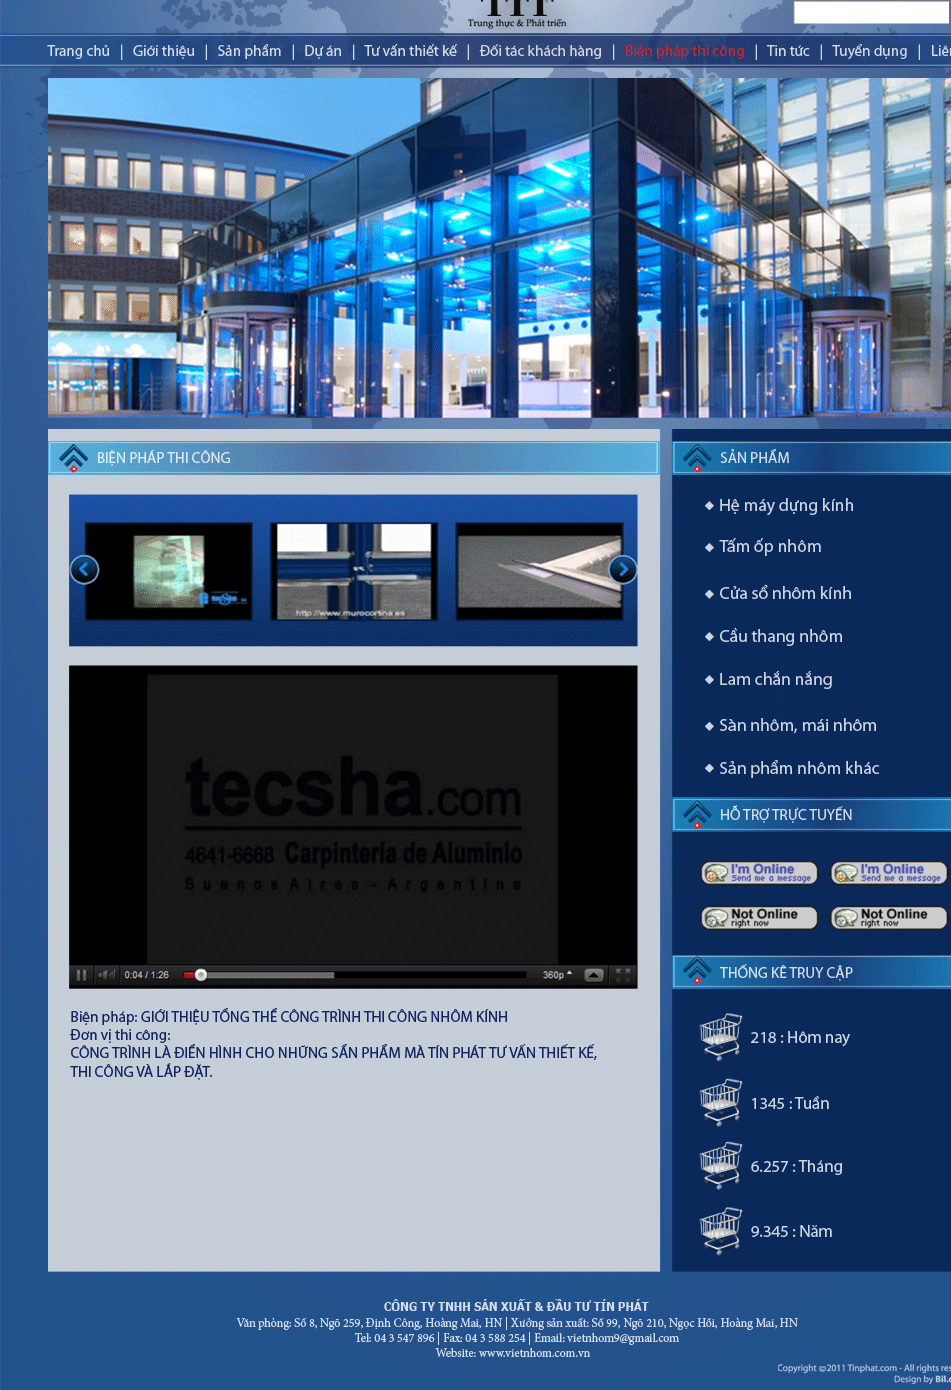 TTT
Trung thực & Phát triển
Trang chủ | Giới thiệu | Sản phẩm | Dự án | Tư vấn thiết kế | Đối tác khách hàng | Biện pháp thi công | Tin tức | Tuyển dụng | Liê
BIỆN PHÁP THI CÔNG
http://www.murocortina.es
tecsha.com
4641-6668 Carpintería de Aluminio
Buenos Aires - Argentina
0:04 / 1:26 360p
Biện pháp: GIỚI THIỆU TỔNG THỂ CÔNG TRÌNH THI CÔNG NHÔM KÍNH
Đơn vị thi công:
CÔNG TRÌNH LÀ ĐIỂN HÌNH CHO NHỮNG SẨN PHẨM MÀ TÍN PHÁT TƯ VẤN THIẾT KẾ,
THI CÔNG VÀ LẮP ĐẶT.
SẢN PHẨM
Hệ máy dựng kính
Tấm ốp nhôm
Cửa sổ nhôm kính
Cầu thang nhôm
Lam chắn nắng
Sàn nhôm, mái nhôm
Sản phẩm nhôm khác
HỖ TRỢ TRỰC TUYẾN
I'm Online
Send me a message
I'm Online
Send me a message
Not Online
right now
Not Online
right now
THỐNG KÊ TRUY CẬP
218 : Hôm nay
1345 : Tuần
6.257 : Tháng
9.345 : Năm
CÔNG TY TNHH SẢN XUẤT & ĐẦU TƯ TÍN PHÁT
Văn phòng: Số 8, Ngõ 259, Định Công, Hoàng Mai, HN | Xưởng sản xuất: Số 99, Ngõ 210, Ngọc Hồi, Hoàng Mai, HN
Tel: 04 3 547 896 | Fax: 04 3 588 254 | Email: vietnhom9@gmail.com
Website: www.vietnhom.com.vn
Copyright ©2011 Tinphat.com - All rights res
Design by Bil.